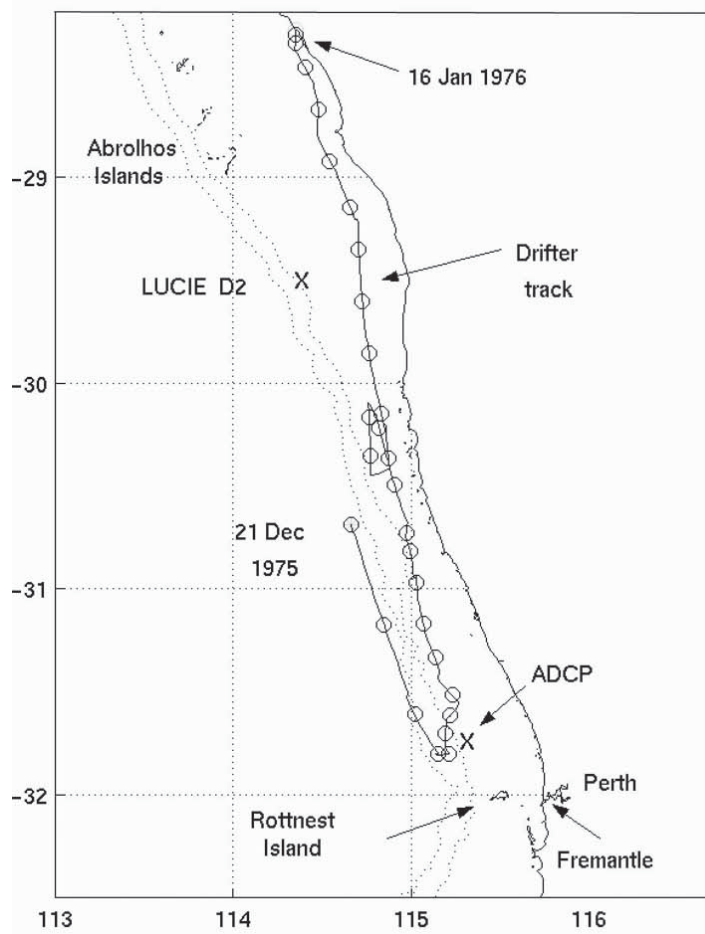 16 Jan 1976
Abrolhos
Islands
-29
Drifter
track
LUCIE D2
X
-30
21 Dec
1975
-31
ADCP
X
-32
Perth
Rottnest
Island
Fremantle
113
114
115
116